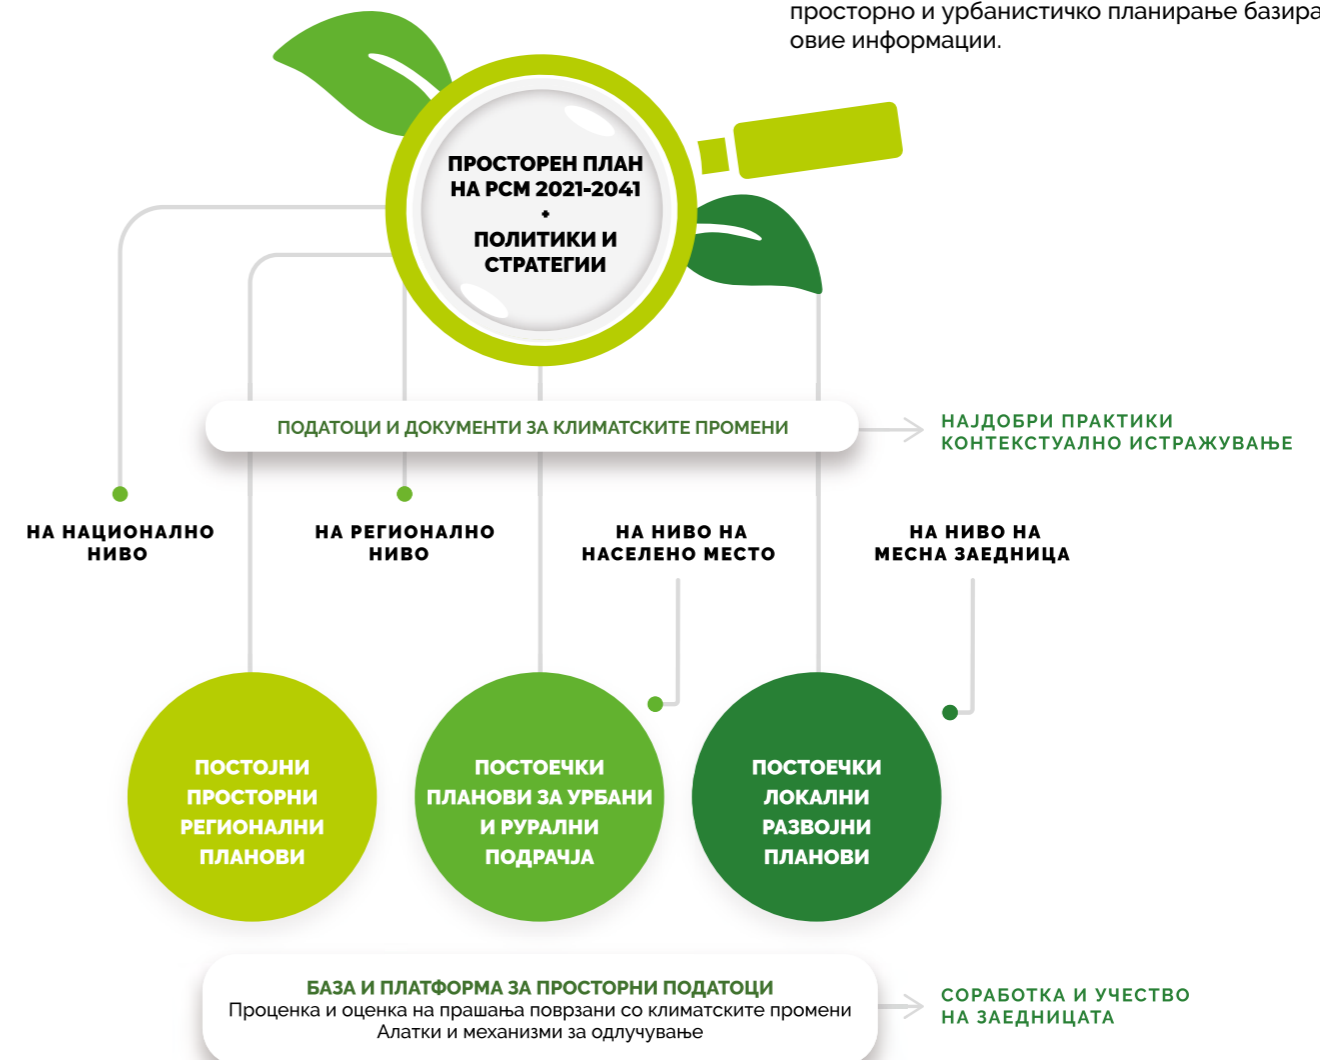 просторно и урбанистичко планирање базира
овие информации.
ПРОСТОРЕН ПЛАН
НА РСМ 2021-2041
+
ПОЛИТИКИ И
СТРАТЕГИИ
ПОДАТОЦИ И ДОКУМЕНТИ ЗА КЛИМАТСКИТЕ ПРОМЕНИ
НАЈДОБРИ ПРАКТИКИ
КОНТЕКСТУАЛНО ИСТРАЖУВАЊЕ
НА НАЦИОНАЛНО
НИВО
НА РЕГИОНАЛНО
НИВО
НА НИВО НА
НАСЕЛЕНО МЕСТО
НА НИВО НА
МЕСНА ЗАЕДНИЦА
ПОСТОЈНИ
ПРОСТОРНИ
РЕГИОНАЛНИ
ПЛАНОВИ
ПОСТОЕЧКИ
ПЛАНОВИ ЗА УРБАНИ
И РУРАЛНИ
ПОДРАЧЈА
ПОСТОЕЧКИ
ЛОКАЛНИ
РАЗВОЈНИ
ПЛАНОВИ
БАЗА И ПЛАТФОРМА ЗА ПРОСТОРНИ ПОДАТОЦИ
Проценка и оценка на прашања поврзани со климатските промени
Алатки и механизми за одлучување
СОРАБОТКА И УЧЕСТВО
НА ЗАЕДНИЦАТА